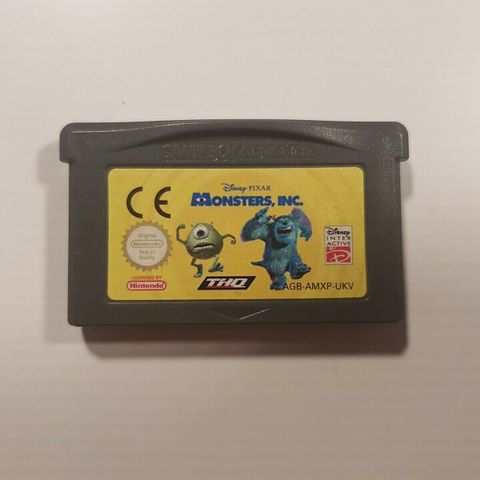 GAME BOY ADVANCE
CE
Disney·PIXAR
MONSTERS, INC.
Original
Nintendo
Seal of
Quality
Disney
INTER
ACTIVE
LICENSED BY
Nintendo
THQ
AGB-AMXP-UKV